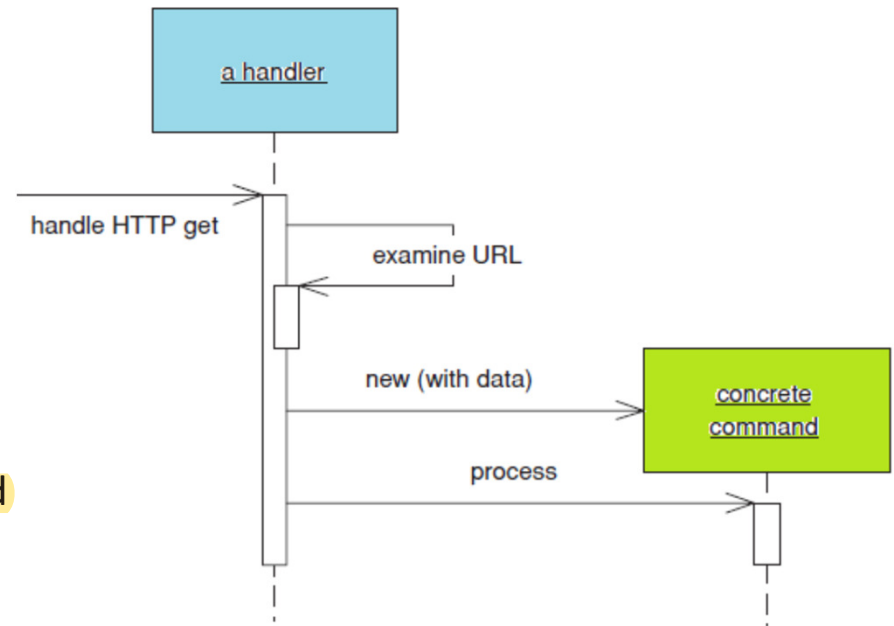 a handler
handle HTTP get
examine URL
new (with data)
concrete
command
process